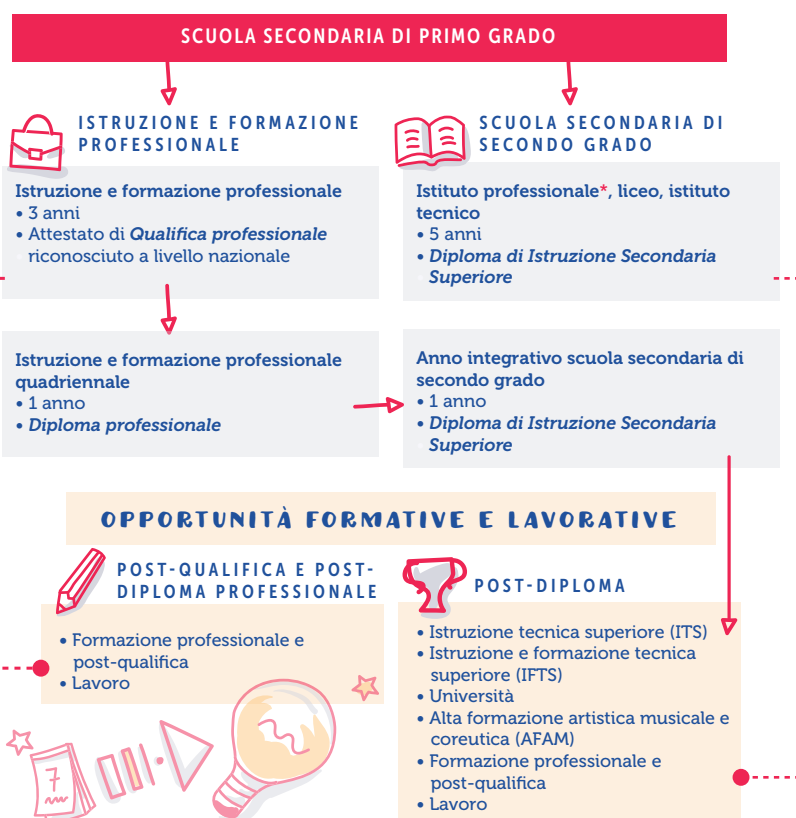 SCUOLA SECONDARIA DI PRIMO GRADO
ISTRUZIONE E FORMAZIONE
PROFESSIONALE
Istruzione e formazione professionale
• 3 anni
• Attestato di Qualifica professionale
riconosciuto a livello nazionale
SCUOLA SECONDARIA DI
SECONDO GRADO
Istituto professionale*, liceo, istituto
tecnico
• 5 anni
• Diploma di Istruzione Secondaria
Superiore
Istruzione e formazione professionale
quadriennale
• 1 anno
• Diploma professionale
Anno integrativo scuola secondaria di
secondo grado
• 1 anno
• Diploma di Istruzione Secondaria
Superiore
OPPORTUNITÀ FORMATIVE E LAVORATIVE
POST-QUALIFICA E POST-
DIPLOMA PROFESSIONALE
• Formazione professionale e
post-qualifica
• Lavoro
7
POST-DIPLOMA
• Istruzione tecnica superiore (ITS)
• Istruzione e formazione tecnica
superiore (IFTS)
• Università
• Alta formazione artistica musicale e
coreutica (AFAM)
• Formazione professionale e
post-qualifica
• Lavoro